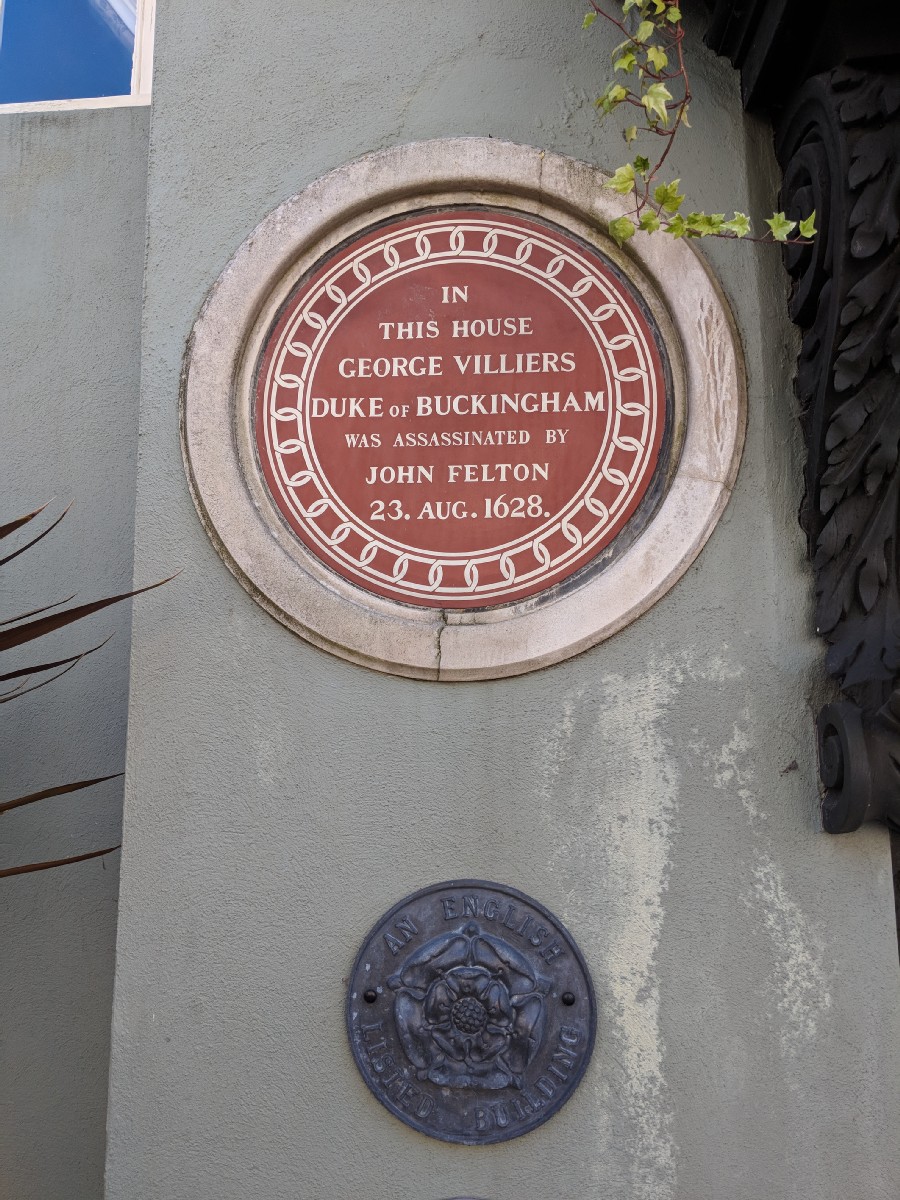 IN
THIS HOUSE
GEORGE VILLIERS
DUKE OF BUCKINGHAM
WAS ASSASSINATED BY
JOHN FELTON
23. AUG. 1628.
AN ENGLISH
LISTED BUILDING